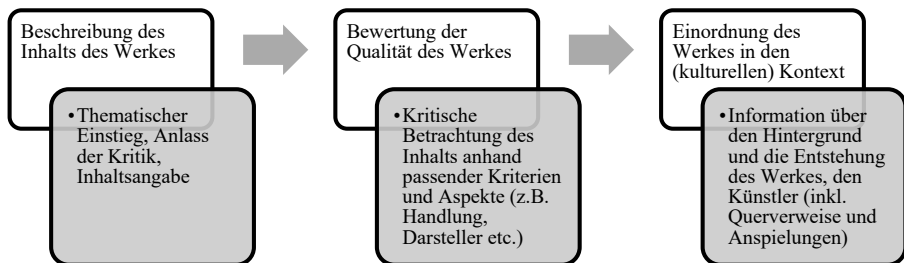 Beschreibung des
Inhalts des Werkes
•Thematischer
Einstieg, Anlass
der Kritik,
Inhaltsangabe
Bewertung der
Qualität des Werkes
•Kritische
Betrachtung des
Inhalts anhand
passender Kriterien
und Aspekte (z.B.
Handlung,
Darsteller etc.)
Einordnung des
Werkes in den
(kulturellen) Kontext
•Information über
den Hintergrund
und die Entstehung
des Werkes, den
Künstler (inkl.
Querverweise und
Anspielungen)